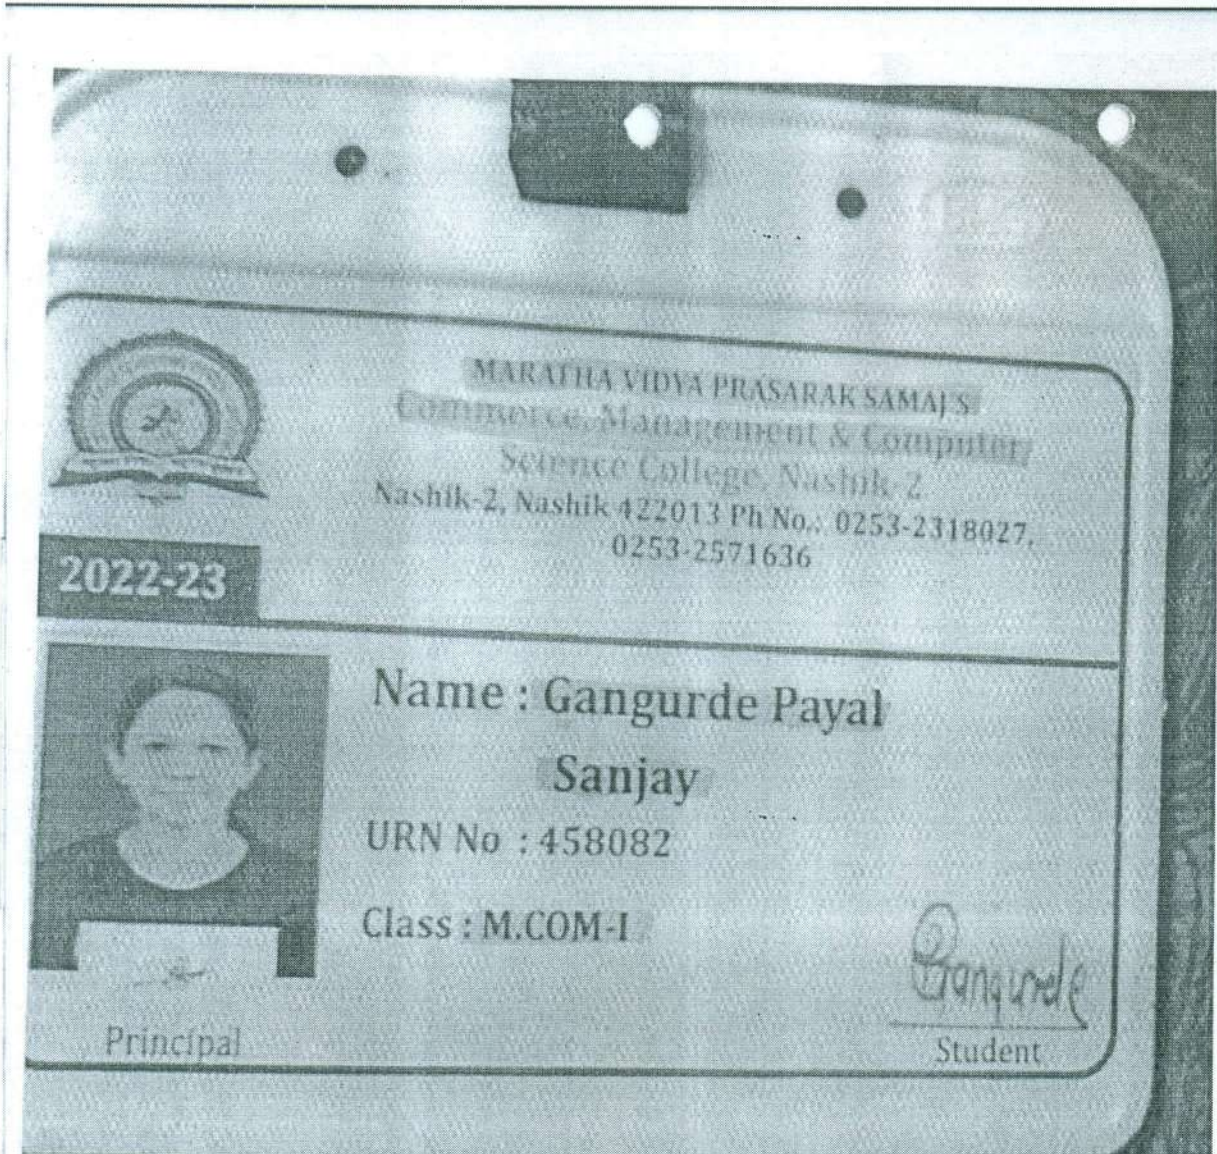 MARATHA VIDYA PRASARAK SAMAJ S
Commerce, Management & Computer
Science College, Nashik-2
Nashik-2, Nashik 422013 Ph No.: 0253-2318027,
0253-2571636
2022-23
Name : Gangurde Payal
Sanjay
URN No : 458082
Class : M.COM-I
PGangurde
Principal
Student